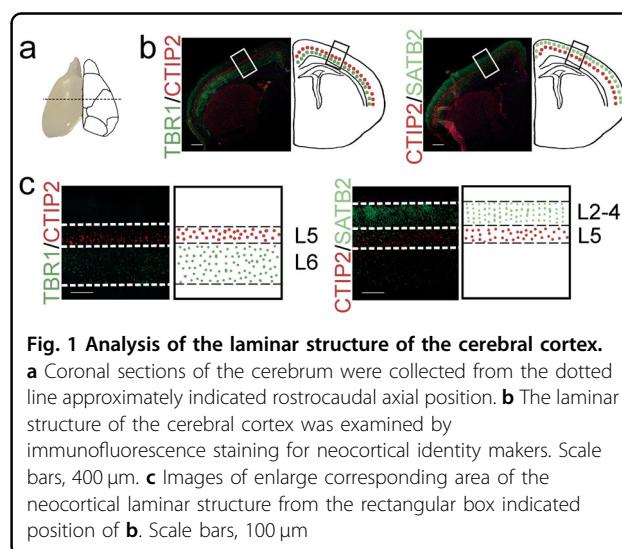 a
b
TBR1/CTIP2
CTIP2/SATB2
c
TBR1/CTIP2
L5
L6
CTIP2/SATB2
L2-4
L5
Fig. 1 Analysis of the laminar structure of the cerebral cortex.
a Coronal sections of the cerebrum were collected from the dotted
line approximately indicated rostrocaudal axial position. b The laminar
structure of the cerebral cortex was examined by
immunofluorescence staining for neocortical identity makers. Scale
bars, 400 μm. c Images of enlarge corresponding area of the
neocortical laminar structure from the rectangular box indicated
position of b. Scale bars, 100 μm